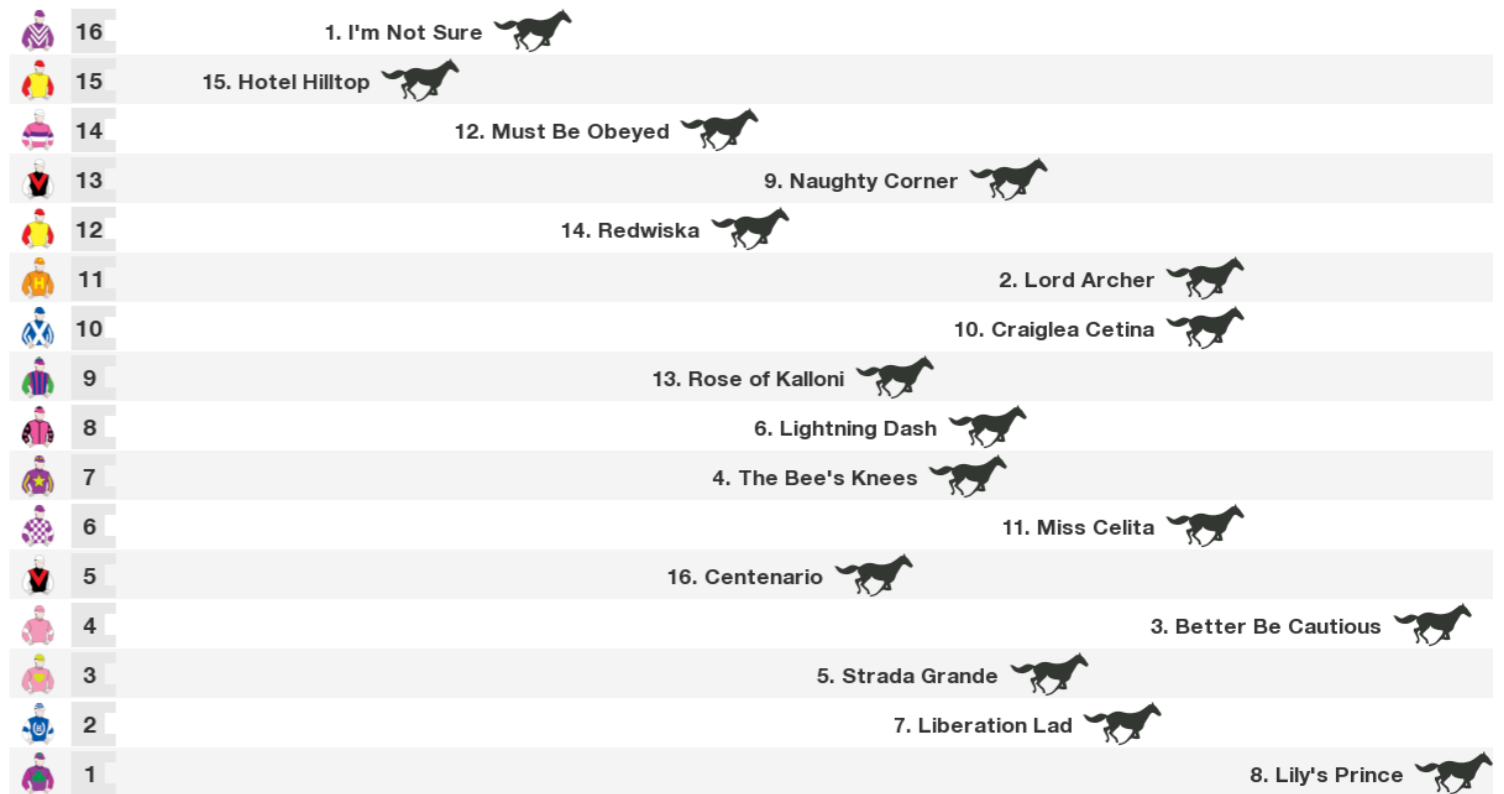 16 1. I'm Not Sure
15 15. Hotel Hilltop
14 12. Must Be Obeyed
13 9. Naughty Corner
12 14. Redwiska
11 H 2. Lord Archer
10 10. Craiglea Cetina
9 13. Rose of Kalloni
8 6. Lightning Dash
7 4. The Bee's Knees
6 11. Miss Celita
5 16. Centenario
4 3. Better Be Cautious
3 5. Strada Grande
2 7. Liberation Lad
1 8. Lily's Prince